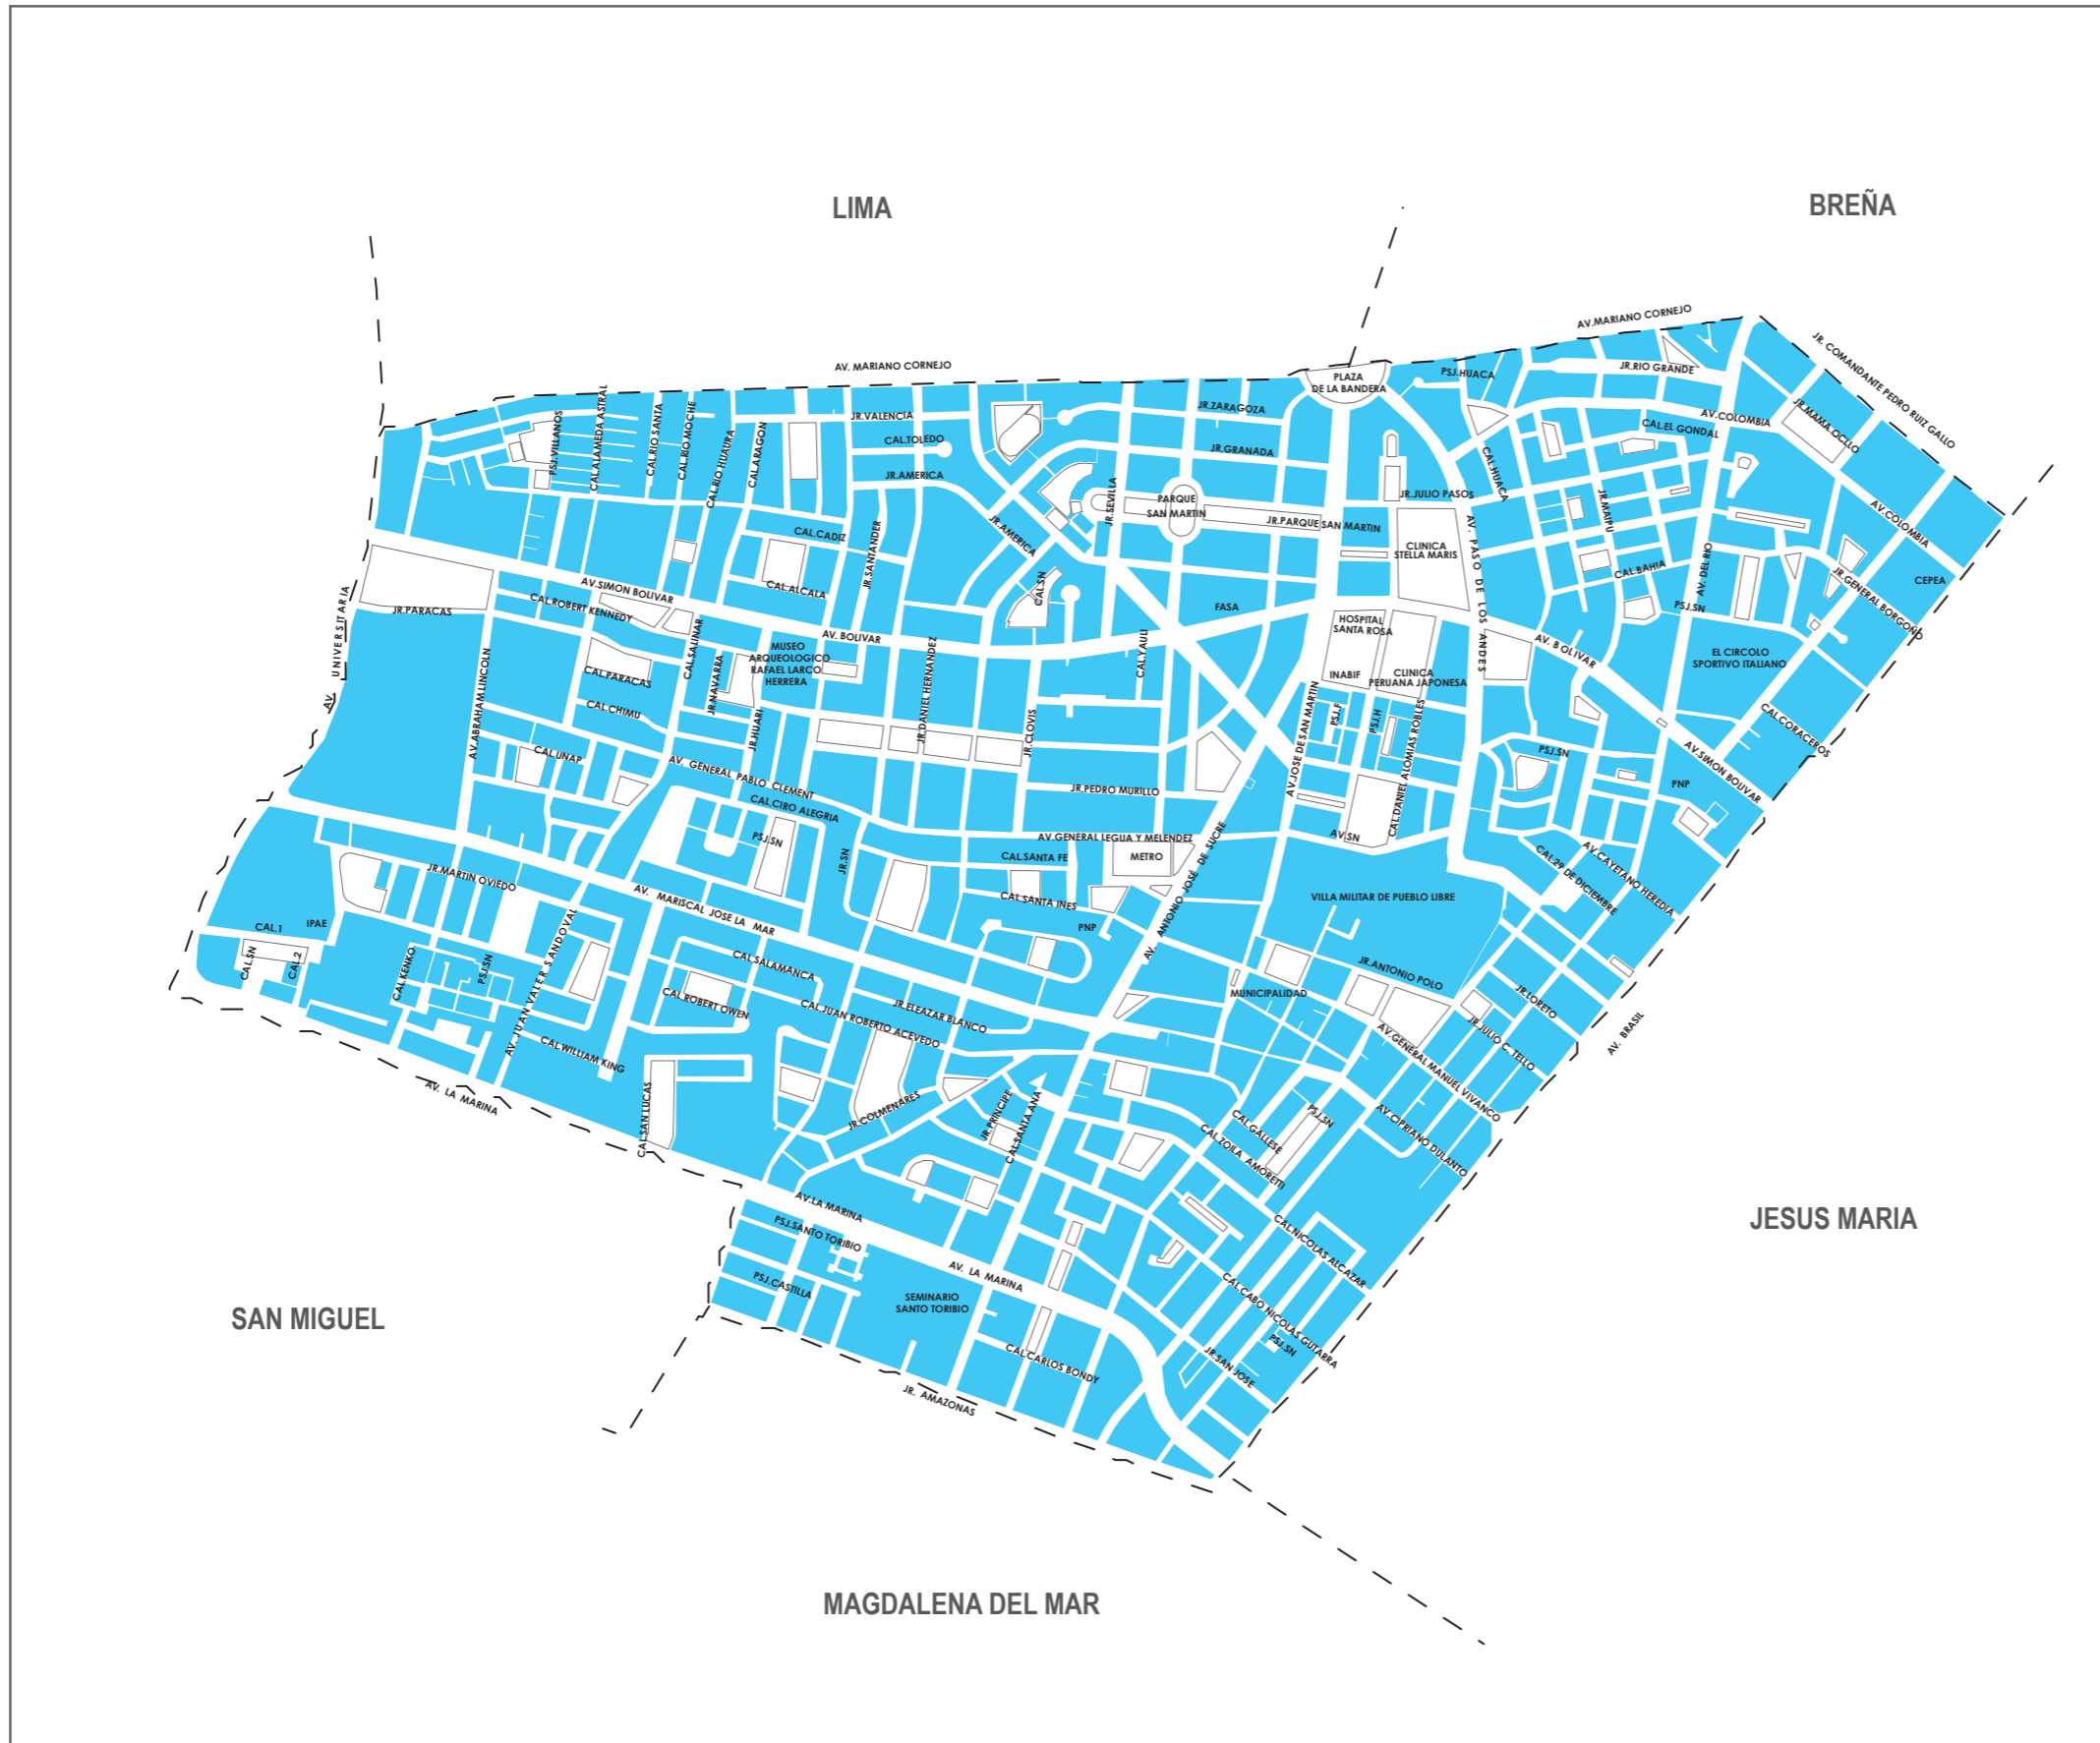 LIMA
BREÑA
AV. MARIANO CORNEJO
AV.MARIANO CORNEJO
JR. COMANDANTE PEDRO RUIZ GALLO
PLAZA
DE LA BANDERA
PSJ.HUACA
JR.RIO GRANDE
PSJ.VILLANOS
CAL.ALAMEDA ASTRAL
CAL.RIO SANTA
CAL.RIO MOCHE
CAL.RIO HUAURA
CAL.ARAGON
JR.VALENCIA
CAL.TOLEDO
JR.AMERICA
JR.AMERICA
JR.ZARAGOZA
JR.GRANADA
JR.SEVILLA
PARQUE
SAN MARTIN
JR.PARQUE SAN MARTIN
JR.JULIO PASOS
CLINICA
STELLA MARIS
AV. PASO DE LOS ANDES
CAL.HUACA
AV.COLOMBIA
CAL.EL GONDAL
JR.MAMA OCLLO
JR.MAIPU
AV.COLOMBIA
CAL.BAHIA
AV. DEL RIO
PSJ.SN
CEPEA
JR.GENERAL BORGOÑO
CAL.CADIZ
CAL.ALCALA
JR.SANTANDER
CAL.SN
AV. UNIVERSITARIA
JR.PARACAS
AV.SIMON BOLIVAR
CAL.ROBERT KENNEDY
AV. BOLIVAR
FASA
HOSPITAL
SANTA ROSA
INABIF
CLINICA
PERUANA JAPONESA
AV. BOLIVAR
EL CIRCOLO
SPORTIVO ITALIANO
CAL.SALINAR
JR.NAVARRA
MUSEO
ARQUEOLOGICO
RAFAEL LARCO
HERRERA
JR.DANIEL HERNANDEZ
CAL.YAULI
CAL.PARACAS
CAL.CHIMU
JR.HUARI
AV.ABRAHAM LINCOLN
CAL.UNAP
JR.CLOVIS
AV.JOSE DE SAN MARTIN
PSJ.F
PSJ.H
CAL.DANIEL ALOMIAS ROBLES
PSJ.SN
CAL.CORACEROS
AV.SIMON BOLIVAR
PNP
AV. GENERAL PABLO CLEMENT
CAL.CIRO ALEGRIA
PSJ.SN
JR.SN
JR.PEDRO MURILLO
AV.GENERAL LEGUA Y MELENDEZ
CAL.SANTA FE
METRO
AV.SN
CAL.SANTA INES
PNP
AV. ANTONIO JOSÉ DE SUCRE
VILLA MILITAR DE PUEBLO LIBRE
CAL.29 DE DICIEMBRE
AV.CAYETANO HEREDIA
JR.MARTIN OVIEDO
AV. MARISCAL JOSE LA MAR
IPAE
CAL.1
CAL.SN
CAL.2
CAL.KENKO
PSJ.SN
AV. JUAN VALER SANDOVAL
CAL.SALAMANCA
CAL.ROBERT OWEN
CAL.JUAN ROBERTO ACEVEDO
JR.ELEAZAR BLANCO
CAL.WILLIAM KING
MUNICIPALIDAD
JR.ANTONIO POLO
JR.LORETO
JR.JULIO C. TELLO
AV. BRASIL
AV.GENERAL MANUEL VIVANCO
AV.CIPRIANO DULANTO
AV. LA MARINA
CAL.SAN LUCAS
JR.COLMENARES
JR.PRINCIPE
CAL.SANTA ANA
CAL.GALLESE
PSJ.SN
CAL.ZOILA AMORETTI
CAL.NICOLAS ALCAZAR
CAL.CABO NICOLAS GUTARRA
PSJ.SN
JR.SAN JOSE
AV.LA MARINA
PSJ.SANTO TORIBIO
AV. LA MARINA
PSJ.CASTILLA
SEMINARIO
SANTO TORIBIO
CAL.CARLOS BONDY
JR. AMAZONAS
JESUS MARIA
SAN MIGUEL
MAGDALENA DEL MAR